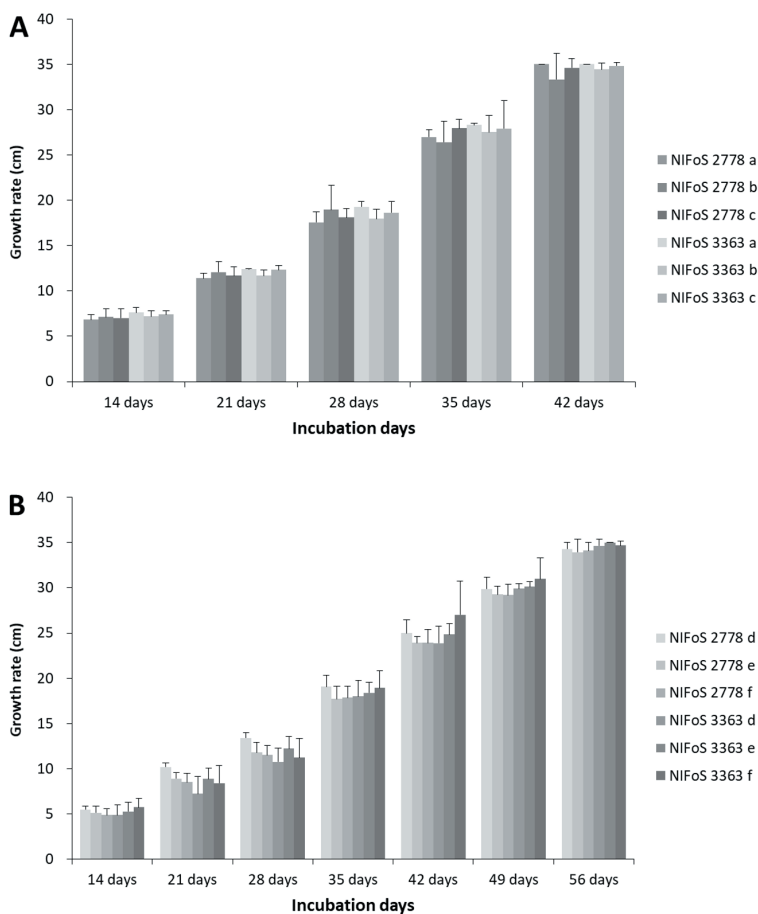 A
40
35
30
25
20
15
10
5
0
Growth rate (cm)
14 days 21 days 28 days 35 days 42 days
Incubation days
NIFoS 2778 a
NIFoS 2778 b
NIFoS 2778 c
NIFoS 3363 a
NIFoS 3363 b
NIFoS 3363 c
B
40
35
30
25
20
15
10
5
0
Growth rate (cm)
14 days 21 days 28 days 35 days 42 days 49 days 56 days
Incubation days
NIFoS 2778 d
NIFoS 2778 e
NIFoS 2778 f
NIFoS 3363 d
NIFoS 3363 e
NIFoS 3363 f